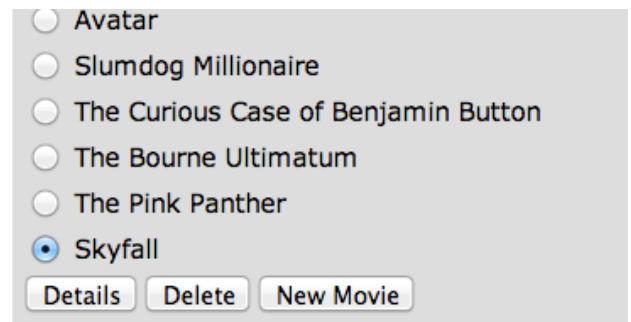 Avatar
Slumdog Millionaire
The Curious Case of Benjamin Button
The Bourne Ultimatum
The Pink Panther
Skyfall
Details Delete New Movie